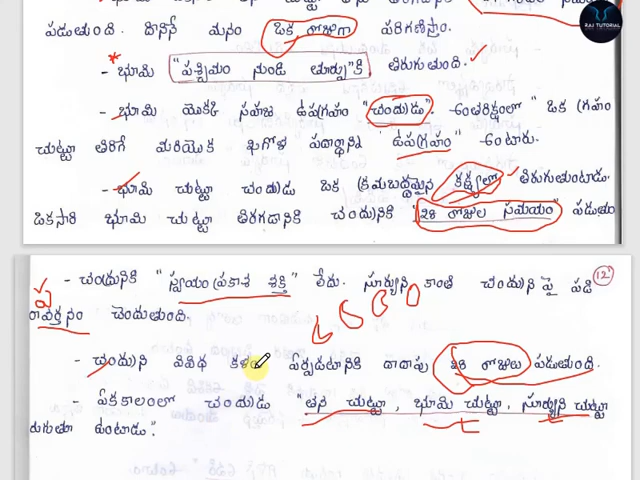 పడుతుంది. దానినే మనం ఒక రోజుగా పరిగణిస్తాం.
RAJ TUTORIAL
- భూమి "పశ్చిమం నుండి తూర్పు"కి తిరుగుతుంది.
- భూమి యొక్క సహజ ఉపగ్రహం "చంద్రుడు". అంతరిక్షంలో "ఒక గ్రహం
చుట్టూ తిరిగే మరియొక ఖగోళ పదార్థాన్ని "ఉపగ్రహం" అంటారు.
- భూమి చుట్టూ చంద్రుడు ఒక క్రమబద్ధమైన కక్ష్యలో తిరుగుతుంటాడు.
ఒకసారి భూమి చుట్టూ తిరగడానికి చంద్రునికి 28 రోజుల సమయం పడుతుం
12
- చంద్రునికి "స్వయంప్రకాశ శక్తి" లేదు. సూర్యుని కాంతి చంద్రుని పై పడి
రావర్తనం చెందుతుంది.
- చంద్రుని వివిధ కళలు ఏర్పడటానికి దాదాపు 28 రోజులు పడుతుంది.
- ఏకకాలంలో చంద్రుడు "తన చుట్టూ, భూమి చుట్టూ, సూర్యుని చుట్టూ
రుగుతూ ఉంటాడు".